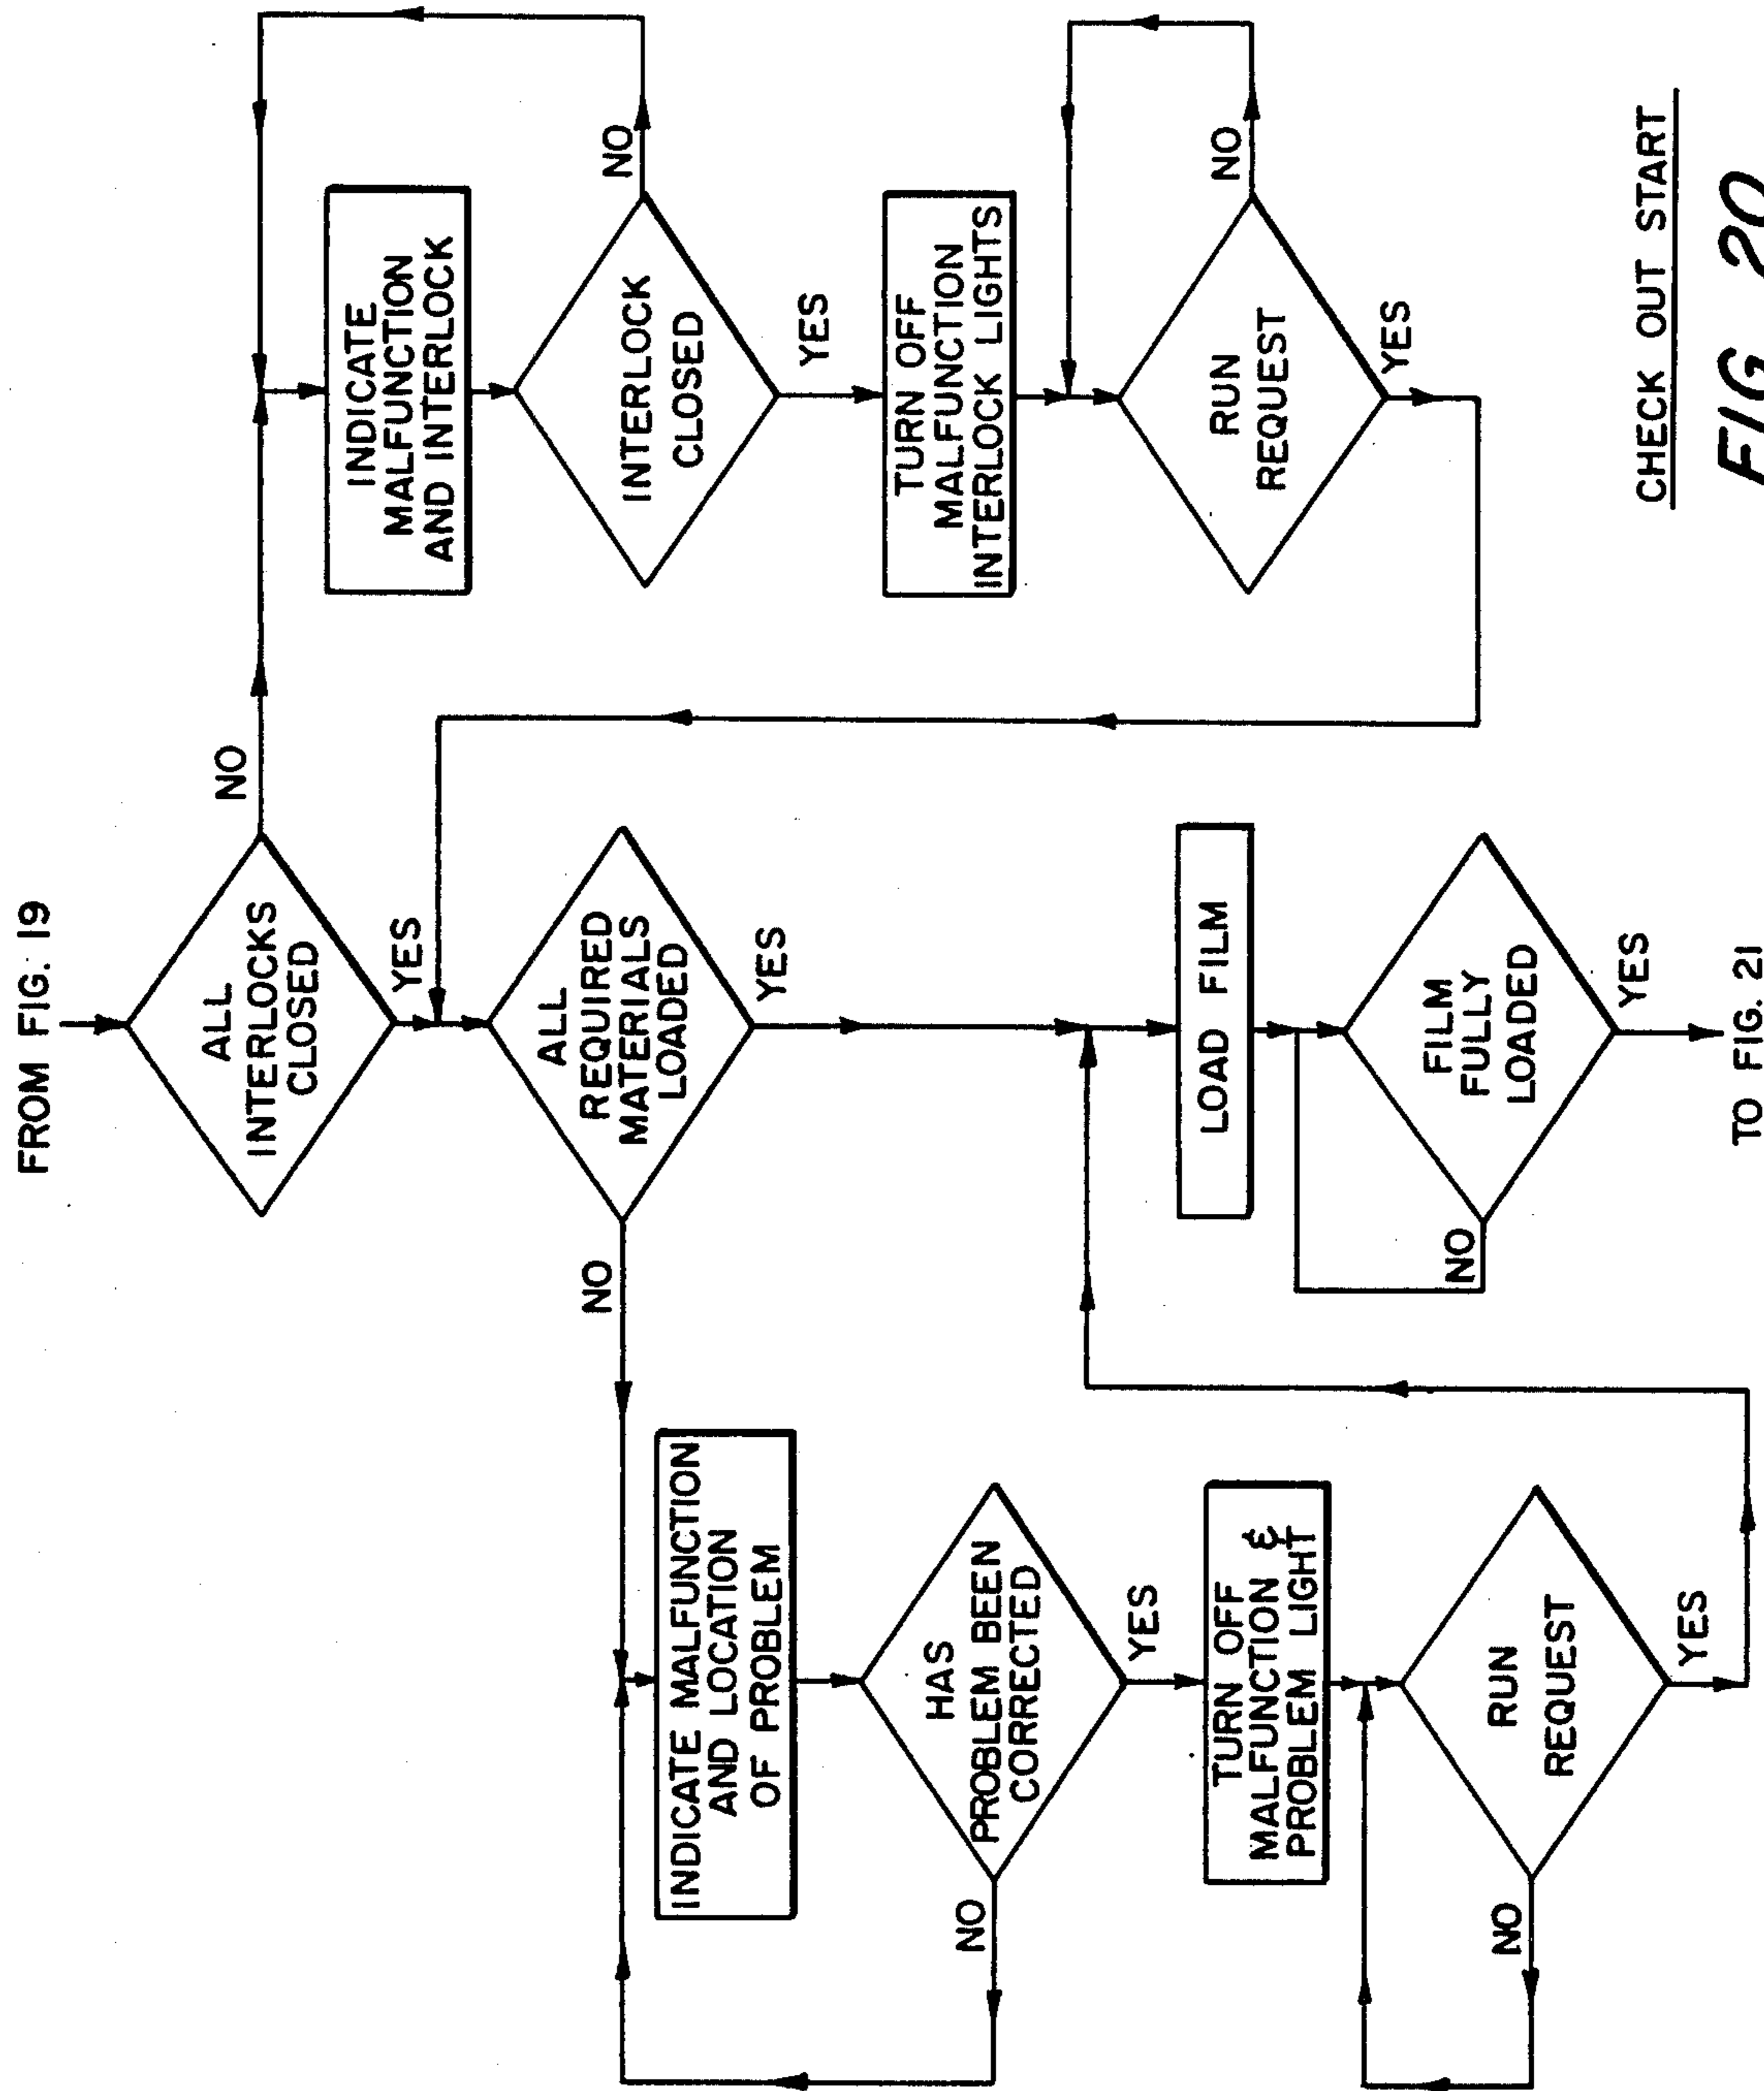 FROM FIG. 19
ALL
INTERLOCKS
CLOSED
NO
YES
INDICATE
MALFUNCTION
AND INTERLOCK
INTERLOCK
CLOSED
NO
YES
TURN OFF
MALFUNCTION
INTERLOCK LIGHTS
RUN
REQUEST
NO
YES
ALL
REQUIRED
MATERIALS
LOADED
NO
YES
INDICATE MALFUNCTION
AND LOCATION
OF PROBLEM
HAS
PROBLEM BEEN
CORRECTED
NO
YES
TURN OFF
MALFUNCTION &
PROBLEM LIGHT
RUN
REQUEST
NO
YES
LOAD FILM
FILM
FULLY
LOADED
NO
YES
TO FIG. 21
CHECK OUT START
FIG 20